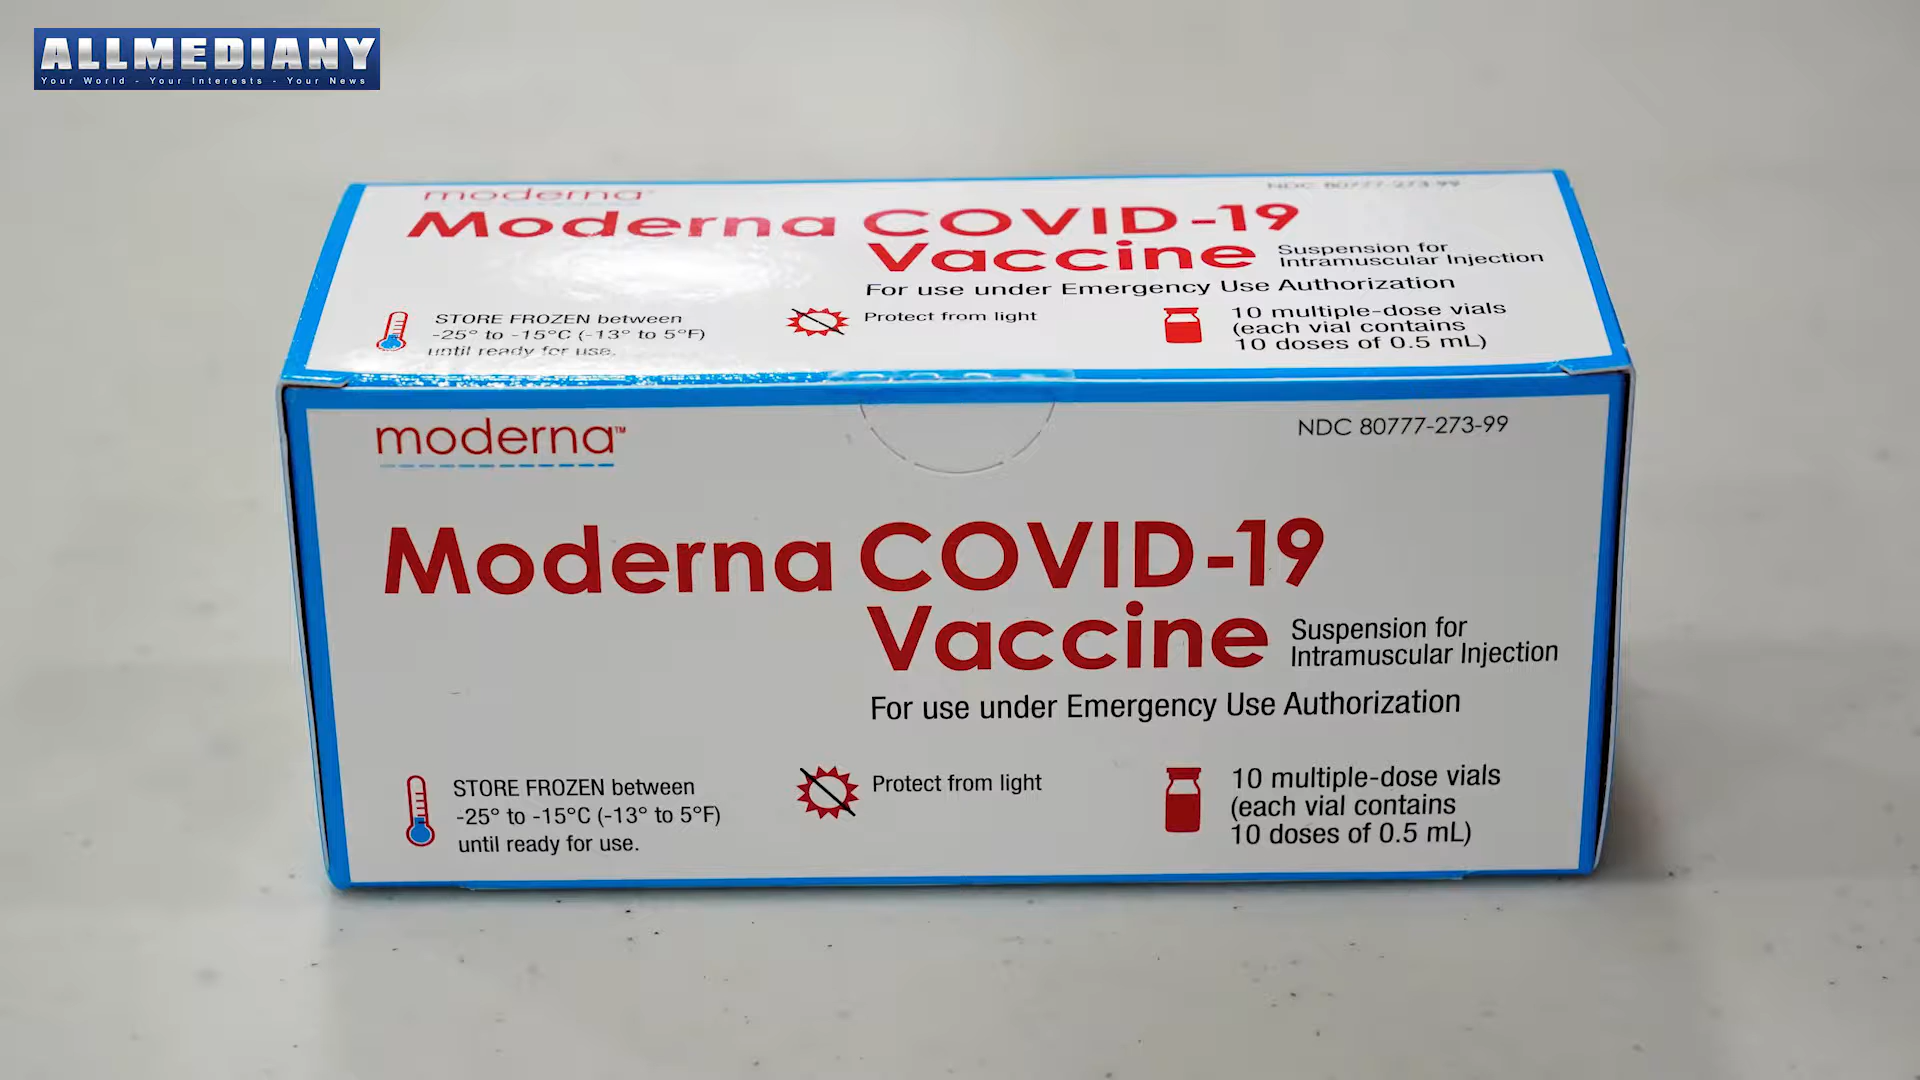 ALLMEDIANY
Your World - Your Interests - Your News
moderna
NDC 80777-273-99
Moderna COVID-19
Vaccine
Suspension for
Intramuscular Injection
For use under Emergency Use Authorization
STORE FROZEN between
-25° to -15°C (-13° to 5°F)
until ready for use.
Protect from light
10 multiple-dose vials
(each vial contains
10 doses of 0.5 mL)
moderna™
NDC 80777-273-99
Moderna COVID-19
Vaccine
Suspension for
Intramuscular Injection
For use under Emergency Use Authorization
STORE FROZEN between
-25° to -15°C (-13° to 5°F)
until ready for use.
Protect from light
10 multiple-dose vials
(each vial contains
10 doses of 0.5 mL)